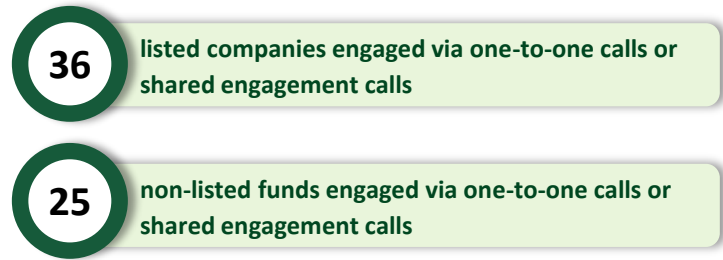 36
listed companies engaged via one-to-one calls or
shared engagement calls
25
non-listed funds engaged via one-to-one calls or
shared engagement calls